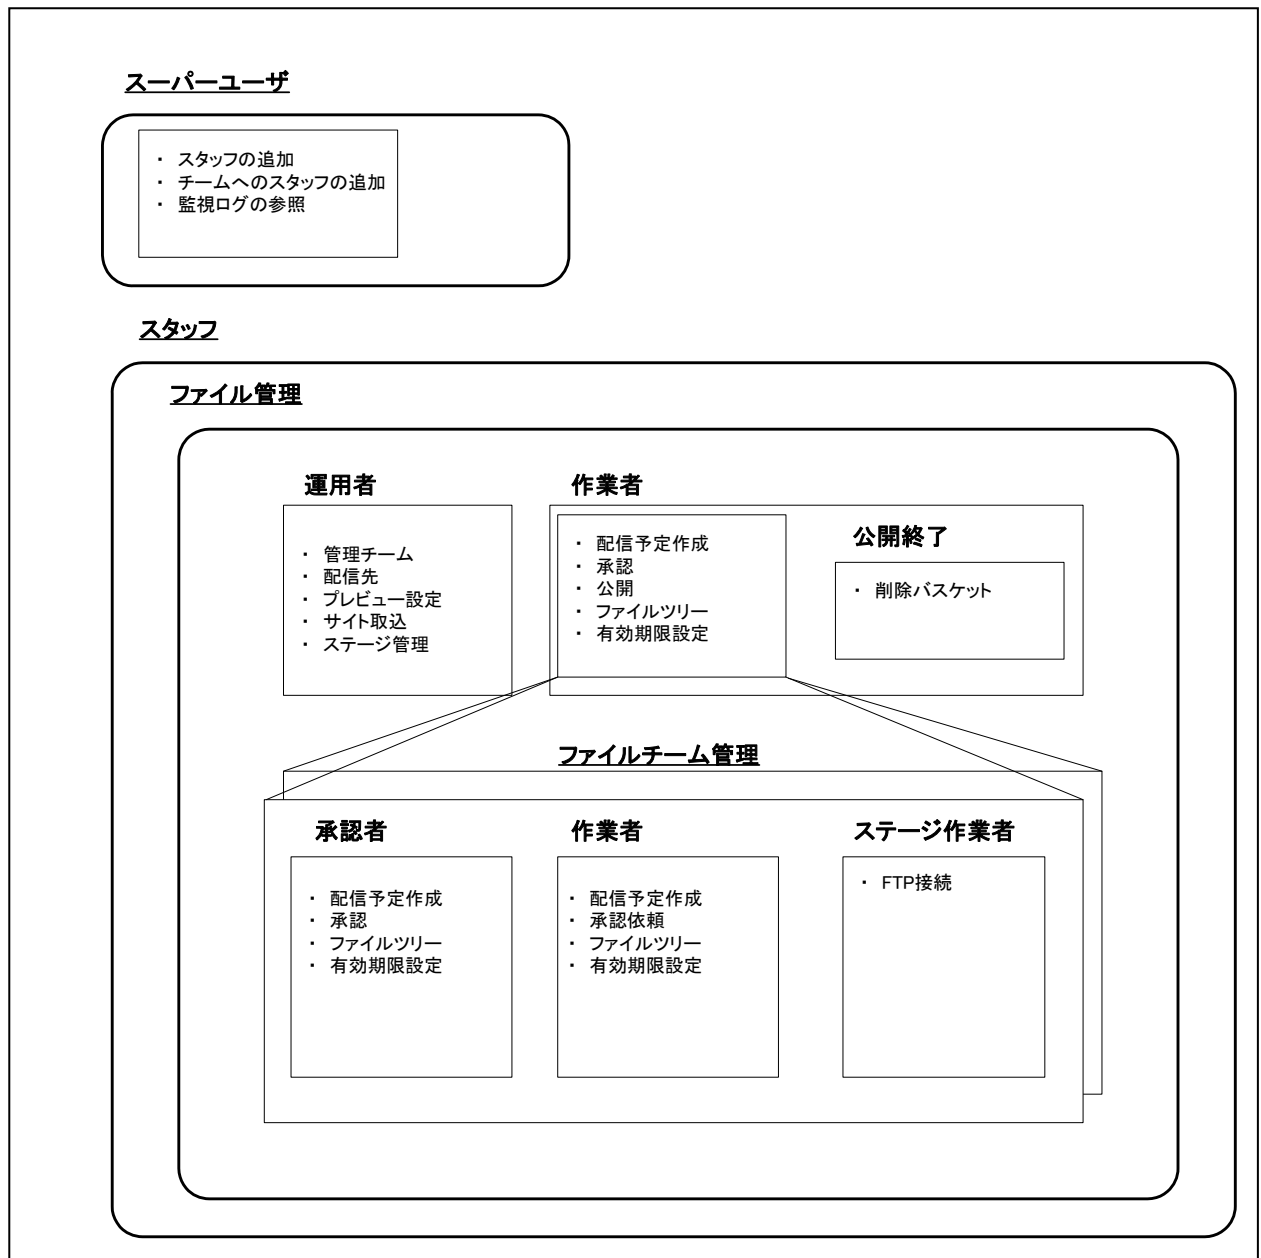 スーパーユーザ
・ スタッフの追加
・ チームへのスタッフの追加
・ 監視ログの参照
スタッフ
ファイル管理
運用者
・ 管理チーム
・ 配信先
・ プレビュー設定
・ サイト取込
・ ステージ管理
作業者
・ 配信予定作成
・ 承認
・ 公開
・ ファイルツリー
・ 有効期限設定
公開終了
・ 削除バスケット
ファイルチーム管理
承認者
・ 配信予定作成
・ 承認
・ ファイルツリー
・ 有効期限設定
作業者
・ 配信予定作成
・ 承認依頼
・ ファイルツリー
・ 有効期限設定
ステージ作業者
・ FTP接続